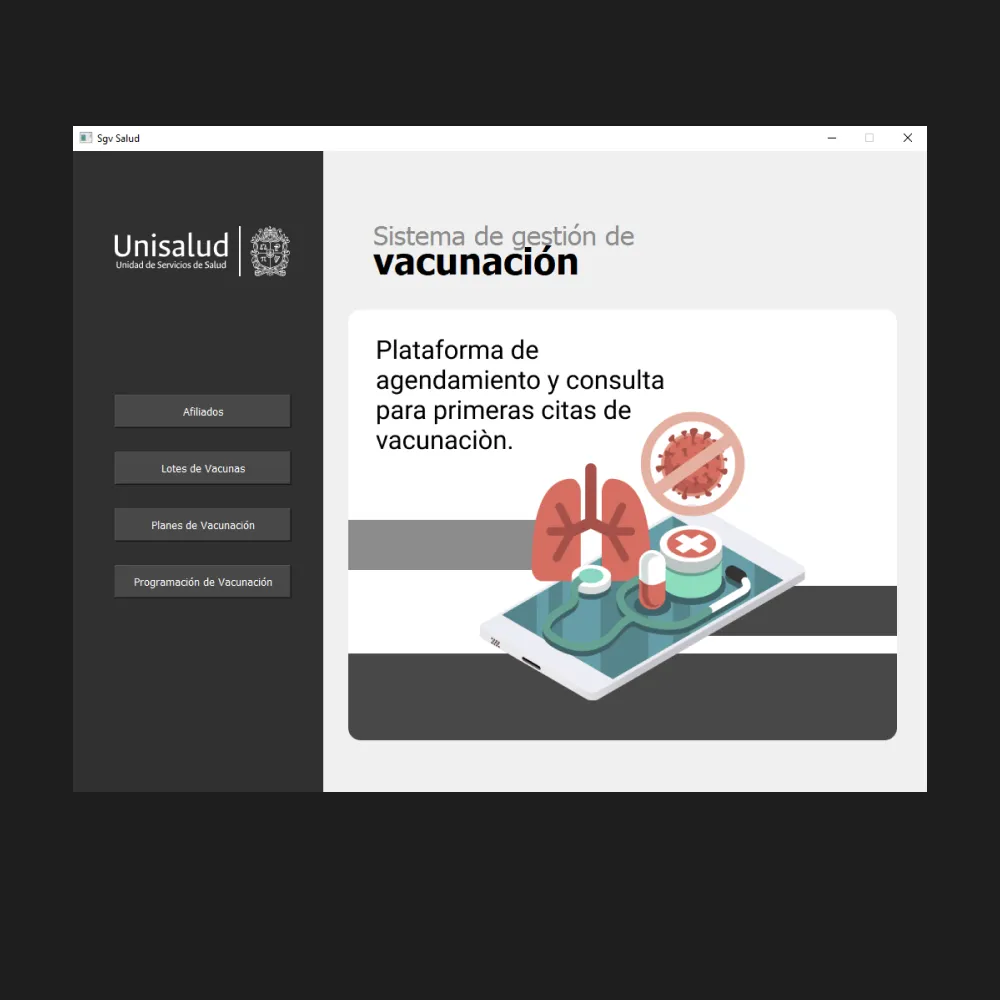 Sgv Salud
Unisalud
Unidad de Servicios de Salud
Afiliados
Lotes de Vacunas
Planes de Vacunación
Programación de Vacunación
Sistema de gestión de
vacunación
Plataforma de
agendamiento y consulta
para primeras citas de
vacunaciòn.